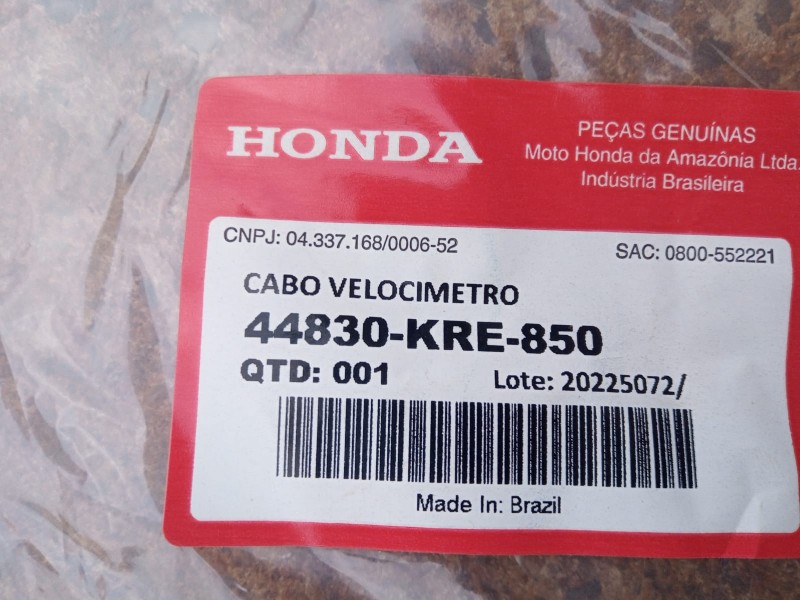 HONDA
PEÇAS GENUÍNAS
Moto Honda da Amazônia Ltda.
Indústria Brasileira
CNPJ: 04.337.168/0006-52
SAC: 0800-552221
CABO VELOCIMETRO
44830-KRE-850
QTD: 001
Lote: 20225072/
Made In: Brazil